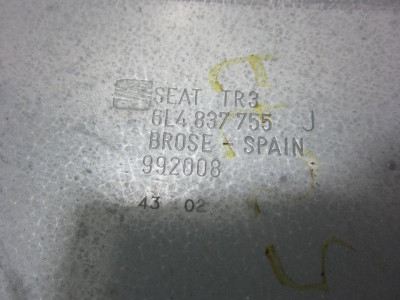 SEAT TR3
6L4 837 755 J
BROSE - SPAIN
992008
43 02